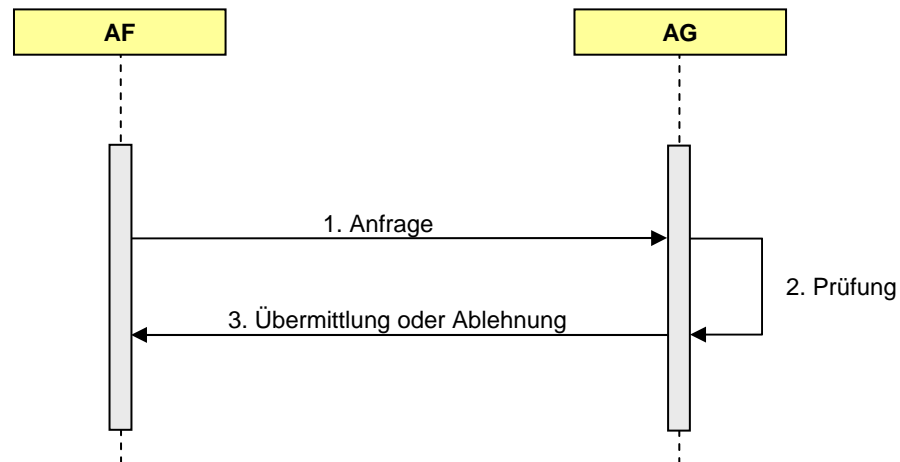 AF
AG
1. Anfrage
2. Prüfung
3. Übermittlung oder Ablehnung